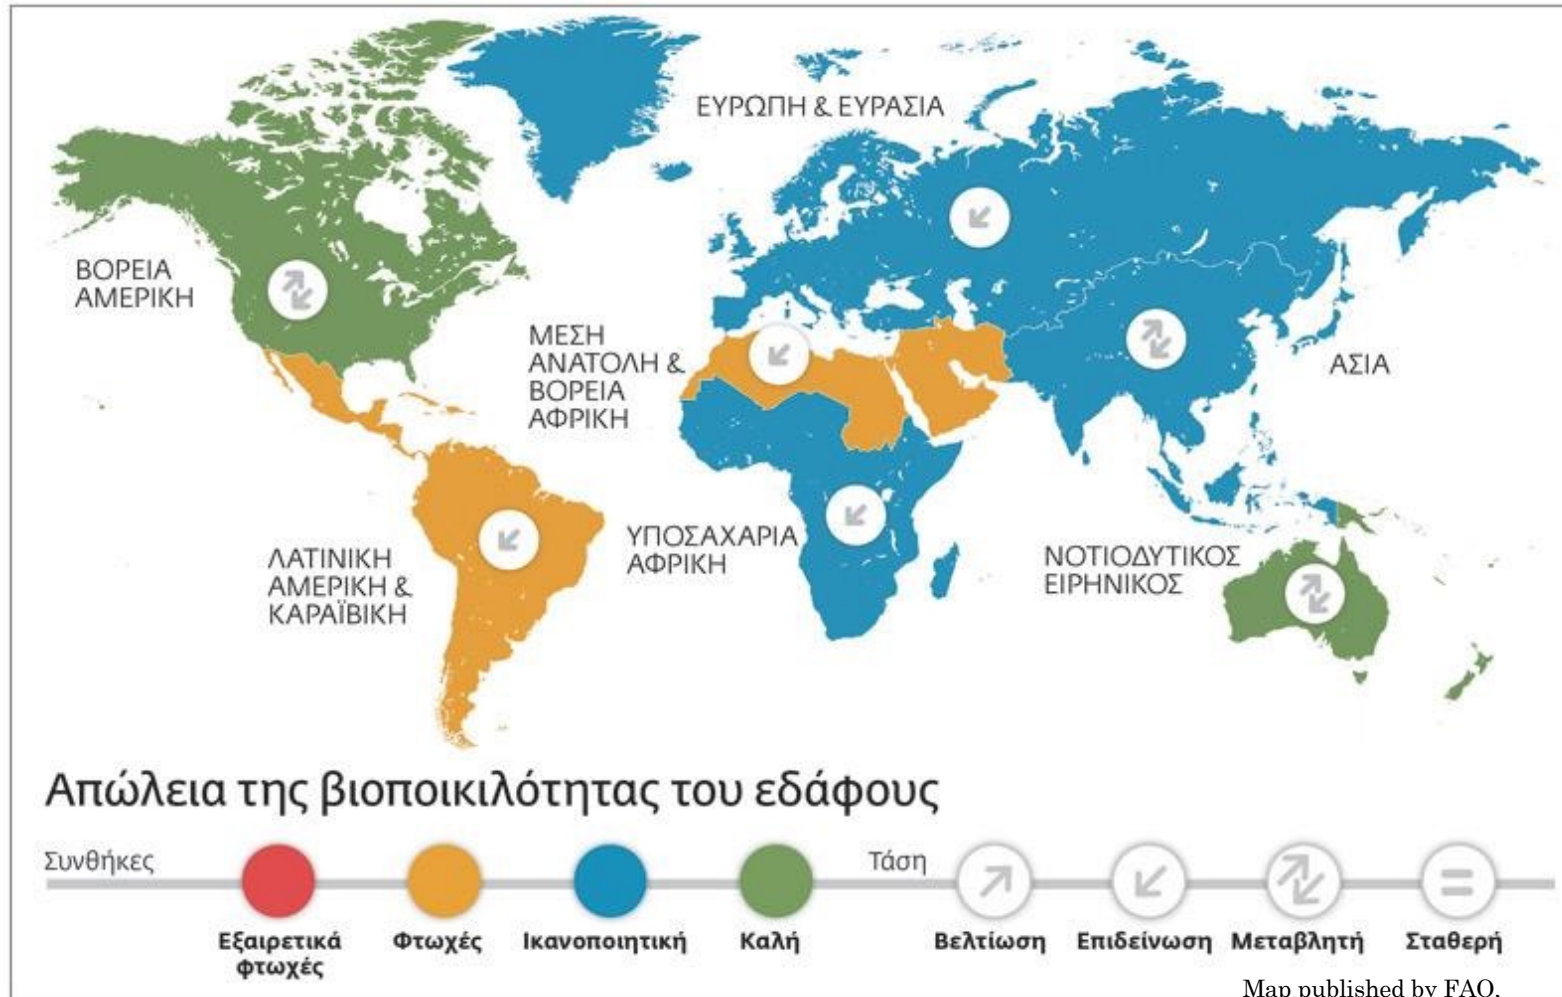 ΕΥΡΩΠΗ & ΕΥΡΑΣΙΑ
ΒΟΡΕΙΑ
ΑΜΕΡΙΚΗ
ΜΕΣΗ
ΑΝΑΤΟΛΗ &
ΒΟΡΕΙΑ
ΑΦΡΙΚΗ
ΑΣΙΑ
ΛΑΤΙΝΙΚΗ
ΑΜΕΡΙΚΗ &
ΚΑΡΑΪΒΙΚΗ
ΥΠΟΣΑΧΑΡΙΑ
ΑΦΡΙΚΗ
ΝΟΤΙΟΔΥΤΙΚΟΣ
ΕΙΡΗΝΙΚΟΣ
Απώλεια της βιοποικιλότητας του εδάφους
Συνθήκες
Εξαιρετικά
φτωχές
Φτωχές
Ικανοποιητική
Καλή
Τάση
Βελτίωση
Επιδείνωση
Μεταβλητή
Σταθερή
Map published by FAO,